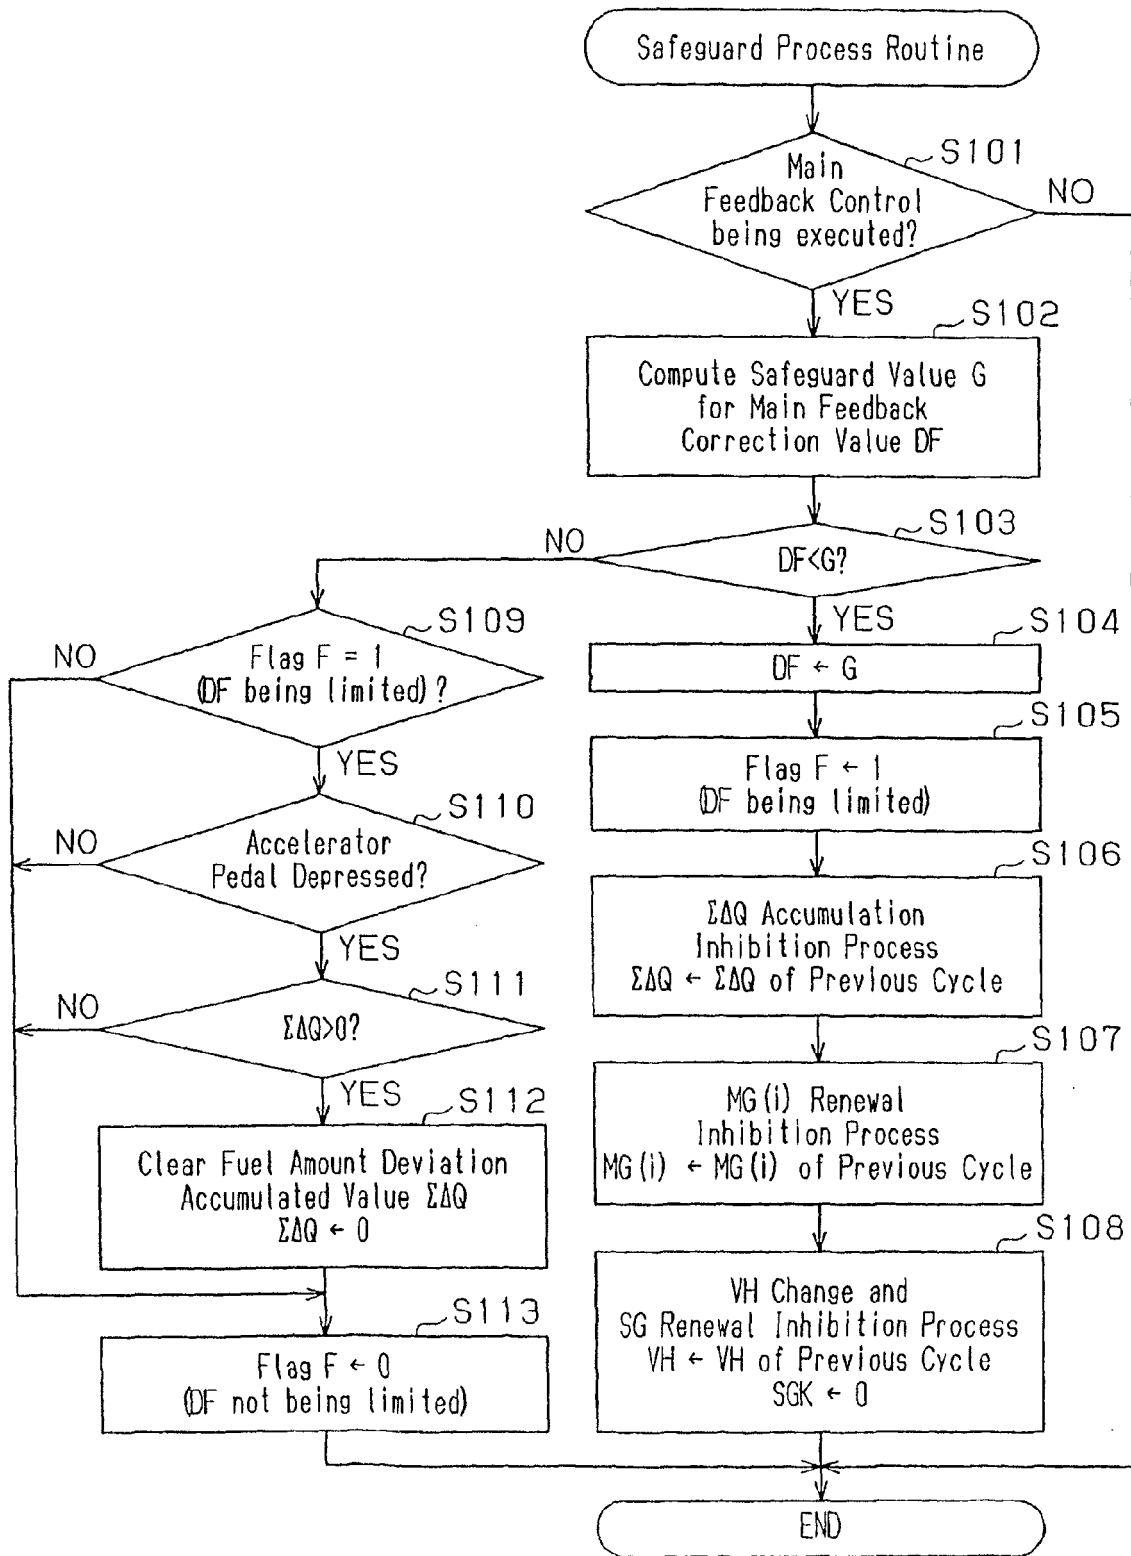 Safeguard Process Routine
S101
Main
Feedback Control
being executed?
NO
YES
S102
Compute Safeguard Value G
for Main Feedback
Correction Value DF
S103
NO
DF<G?
YES
S104
DF ← G
S105
Flag F ← 1
(DF being limited)
S106
ΣΔQ Accumulation
Inhibition Process
ΣΔQ ← ΣΔQ of Previous Cycle
S107
MG(i) Renewal
Inhibition Process
MG(i) ← MG(i) of Previous Cycle
S108
VH Change and
SG Renewal Inhibition Process
VH ← VH of Previous Cycle
SGK ← 0
S109
NO
Flag F = 1
(DF being limited)?
YES
S110
NO
Accelerator
Pedal Depressed?
YES
S111
NO
ΣΔQ>0?
YES
S112
Clear Fuel Amount Deviation
Accumulated Value ΣΔQ
ΣΔQ ← 0
S113
Flag F ← 0
(DF not being limited)
END